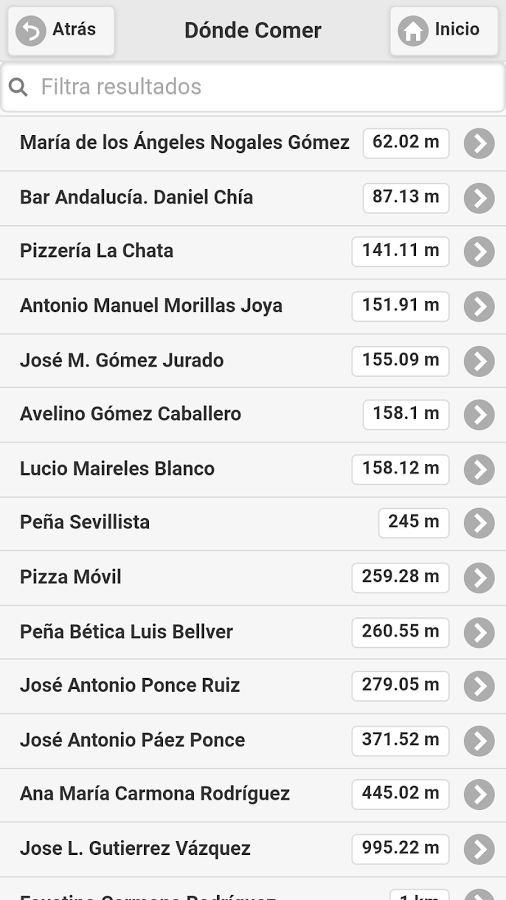 Atrás
Dónde Comer
Inicio
Filtra resultados
María de los Ángeles Nogales Gómez 62.02 m
Bar Andalucía. Daniel Chía 87.13 m
Pizzería La Chata 141.11 m
Antonio Manuel Morillas Joya 151.91 m
José M. Gómez Jurado 155.09 m
Avelino Gómez Caballero 158.1 m
Lucio Maireles Blanco 158.12 m
Peña Sevillista 245 m
Pizza Móvil 259.28 m
Peña Bética Luis Bellver 260.55 m
José Antonio Ponce Ruiz 279.05 m
José Antonio Páez Ponce 371.52 m
Ana María Carmona Rodríguez 445.02 m
Jose L. Gutierrez Vázquez 995.22 m
Faustino Carmona Rodríguez 1 km